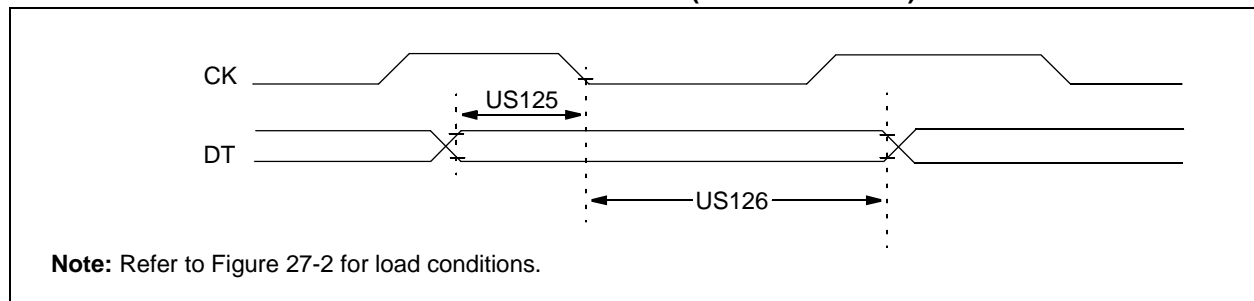 CK
US125
DT
US126
Note: Refer to Figure 27-2 for load conditions.